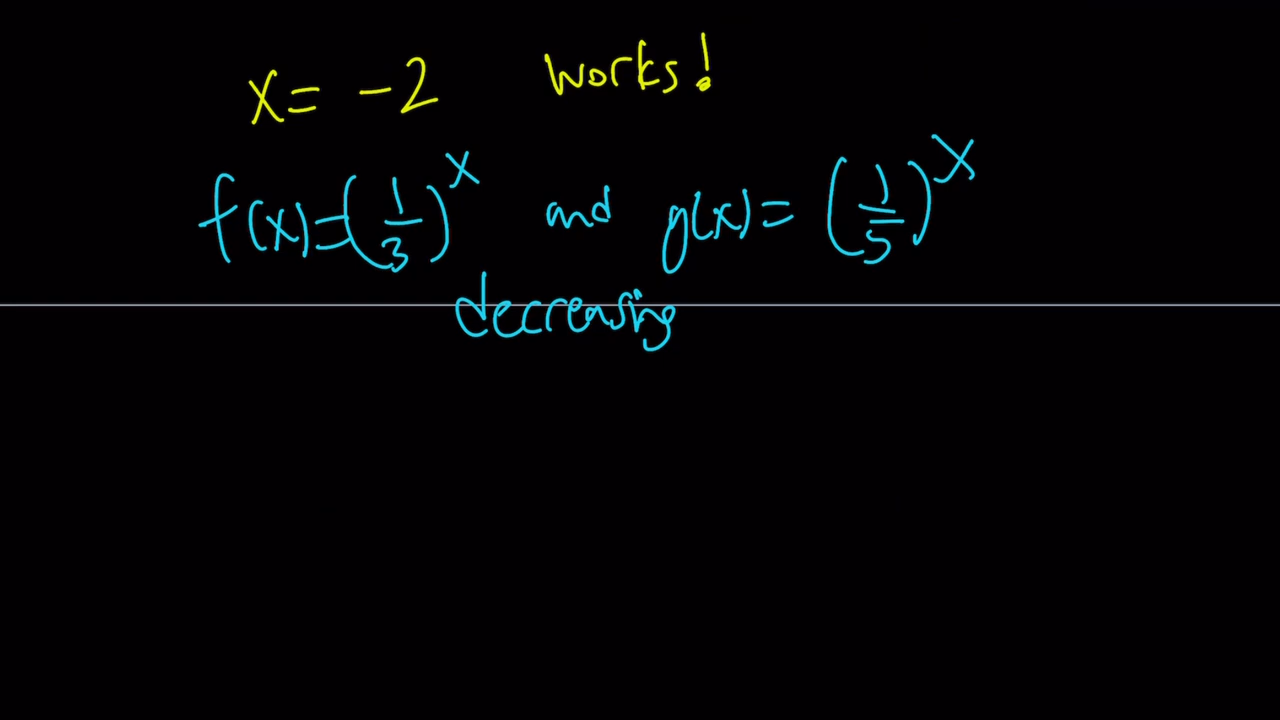 x = -2 works!
f(x)=(1/3)^x and g(x)= (1/5)^x
decreasing